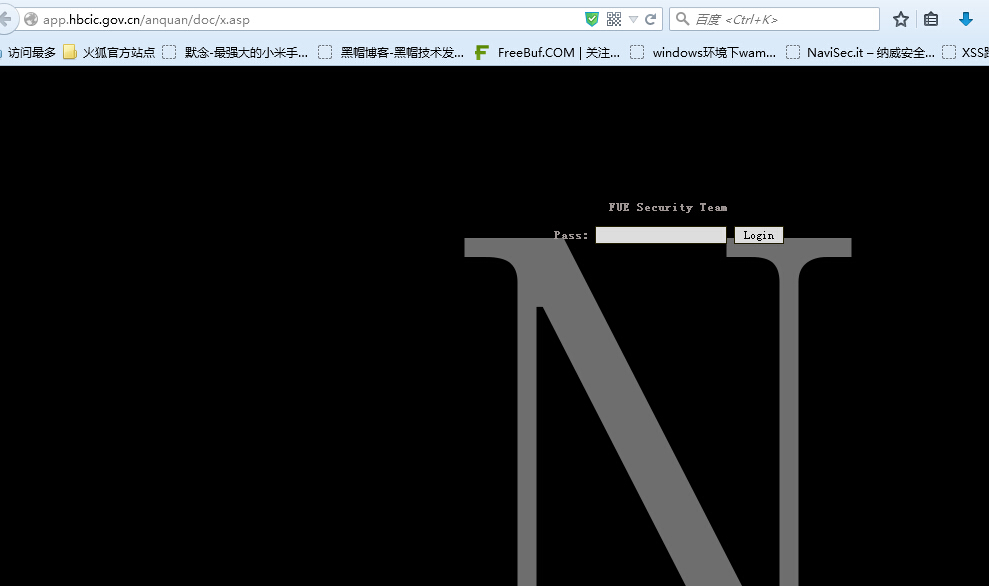 app.hbcic.gov.cn/anquan/doc/x.asp
百度 <Ctrl+K>
访问最多 火狐官方站点 默念-最强大的小米手... 黑帽博客-黑帽技术发... FreeBuf.COM | 关注... windows环境下wam... NaviSec.it – 纳威安全... XSS
FUE Security Team
Pass: Login
N